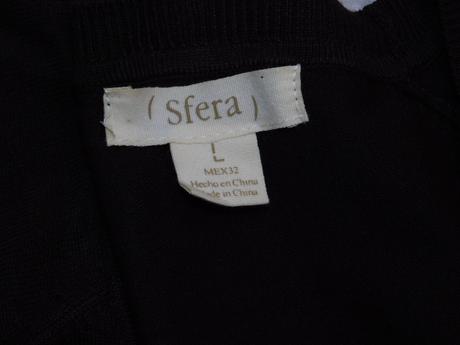 ( Sfera )
L
MEX32
Hecho en China
Made in China